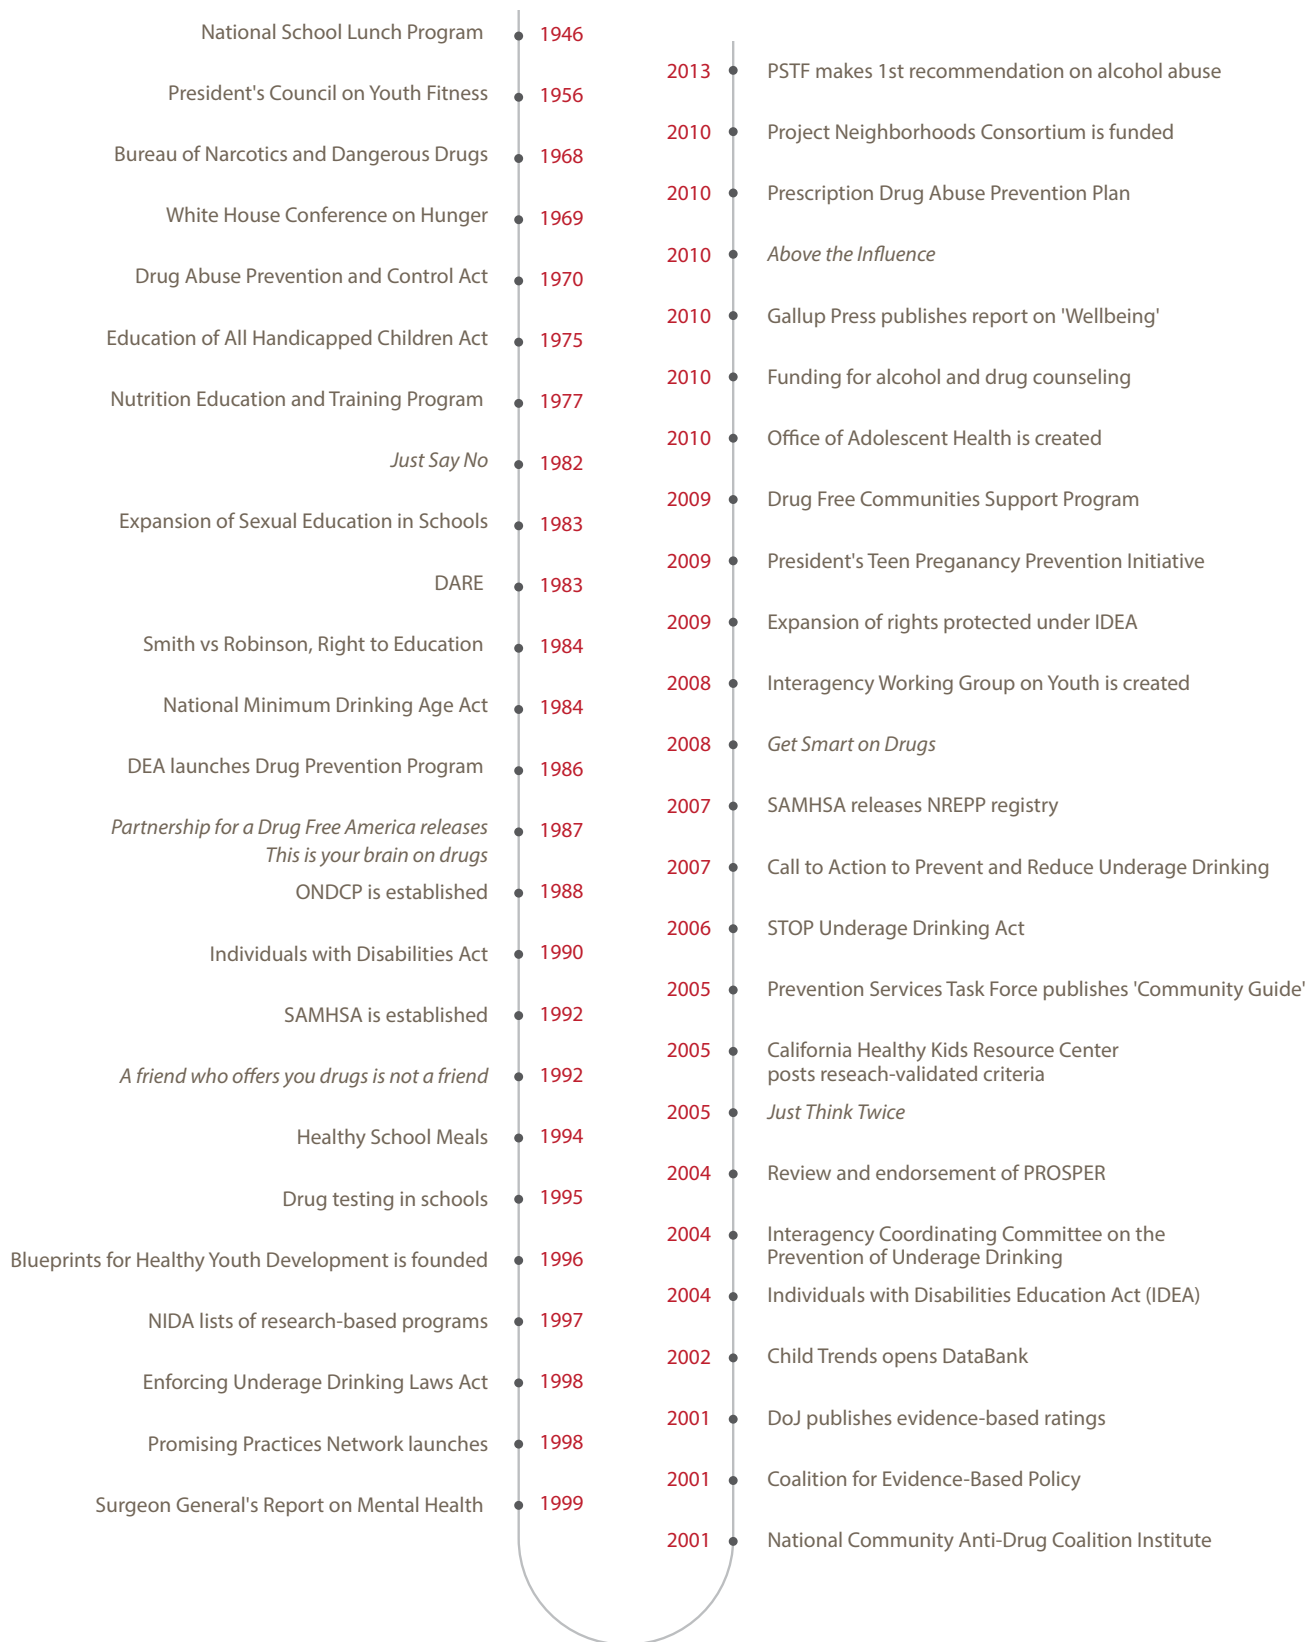 National School Lunch Program 1946
President's Council on Youth Fitness 1956
Bureau of Narcotics and Dangerous Drugs 1968
White House Conference on Hunger 1969
Drug Abuse Prevention and Control Act 1970
Education of All Handicapped Children Act 1975
Nutrition Education and Training Program 1977
Just Say No 1982
Expansion of Sexual Education in Schools 1983
DARE 1983
Smith vs Robinson, Right to Education 1984
National Minimum Drinking Age Act 1984
DEA launches Drug Prevention Program 1986
Partnership for a Drug Free America releases 1987
This is your brain on drugs
ONDCP is established 1988
Individuals with Disabilities Act 1990
SAMHSA is established 1992
A friend who offers you drugs is not a friend 1992
Healthy School Meals 1994
Drug testing in schools 1995
Blueprints for Healthy Youth Development is founded 1996
NIDA lists of research-based programs 1997
Enforcing Underage Drinking Laws Act 1998
Promising Practices Network launches 1998
Surgeon General's Report on Mental Health 1999
2013 PSTF makes 1st recommendation on alcohol abuse
2010 Project Neighborhoods Consortium is funded
2010 Prescription Drug Abuse Prevention Plan
2010 Above the Influence
2010 Gallup Press publishes report on 'Wellbeing'
2010 Funding for alcohol and drug counseling
2010 Office of Adolescent Health is created
2009 Drug Free Communities Support Program
2009 President's Teen Preganancy Prevention Initiative
2009 Expansion of rights protected under IDEA
2008 Interagency Working Group on Youth is created
2008 Get Smart on Drugs
2007 SAMHSA releases NREPP registry
2007 Call to Action to Prevent and Reduce Underage Drinking
2006 STOP Underage Drinking Act
2005 Prevention Services Task Force publishes 'Community Guide'
2005 California Healthy Kids Resource Center
posts reseach-validated criteria
2005 Just Think Twice
2004 Review and endorsement of PROSPER
2004 Interagency Coordinating Committee on the
Prevention of Underage Drinking
2004 Individuals with Disabilities Education Act (IDEA)
2002 Child Trends opens DataBank
2001 DoJ publishes evidence-based ratings
2001 Coalition for Evidence-Based Policy
2001 National Community Anti-Drug Coalition Institute